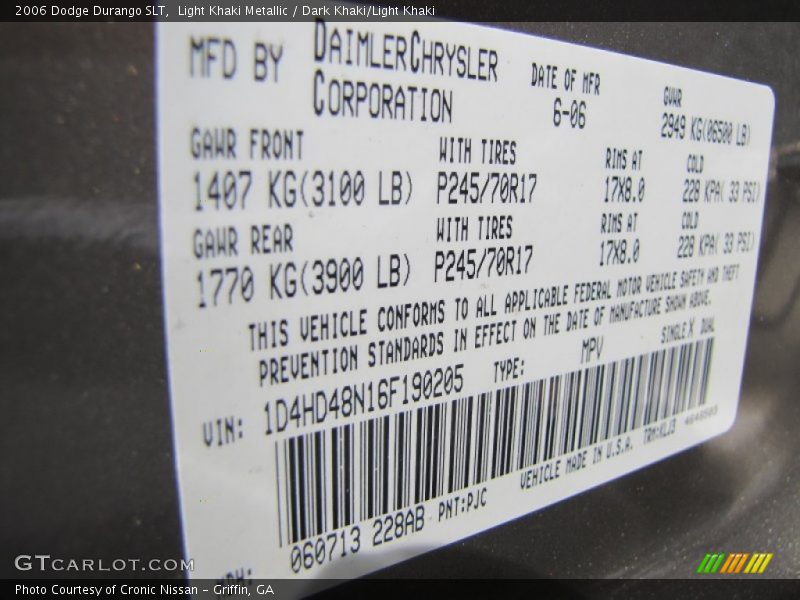 2006 Dodge Durango SLT, Light Khaki Metallic / Dark Khaki/Light Khaki
MFD BY DAIMLERCHRYSLER CORPORATION DATE OF MFR 6-06 GVWR 2949 KG(06500 LB)
GAWR FRONT WITH TIRES RIMS AT COLD
1407 KG(3100 LB) P245/70R17 17X8.0 228 KPA( 33 PSI)
GAWR REAR WITH TIRES RIMS AT COLD
1770 KG(3900 LB) P245/70R17 17X8.0 228 KPA( 33 PSI)
THIS VEHICLE CONFORMS TO ALL APPLICABLE FEDERAL MOTOR VEHICLE SAFETY AND THEFT
PREVENTION STANDARDS IN EFFECT ON THE DATE OF MANUFACTURE SHOWN ABOVE.
VIN: 1D4HD48N16F190205 TYPE: MPV SINGLE X DUAL
060713 228AB PNT:PJC VEHICLE MADE IN U.S.A. TRM:KLJ3
GTCARLOT.COM
Photo Courtesy of Cronic Nissan – Griffin, GA